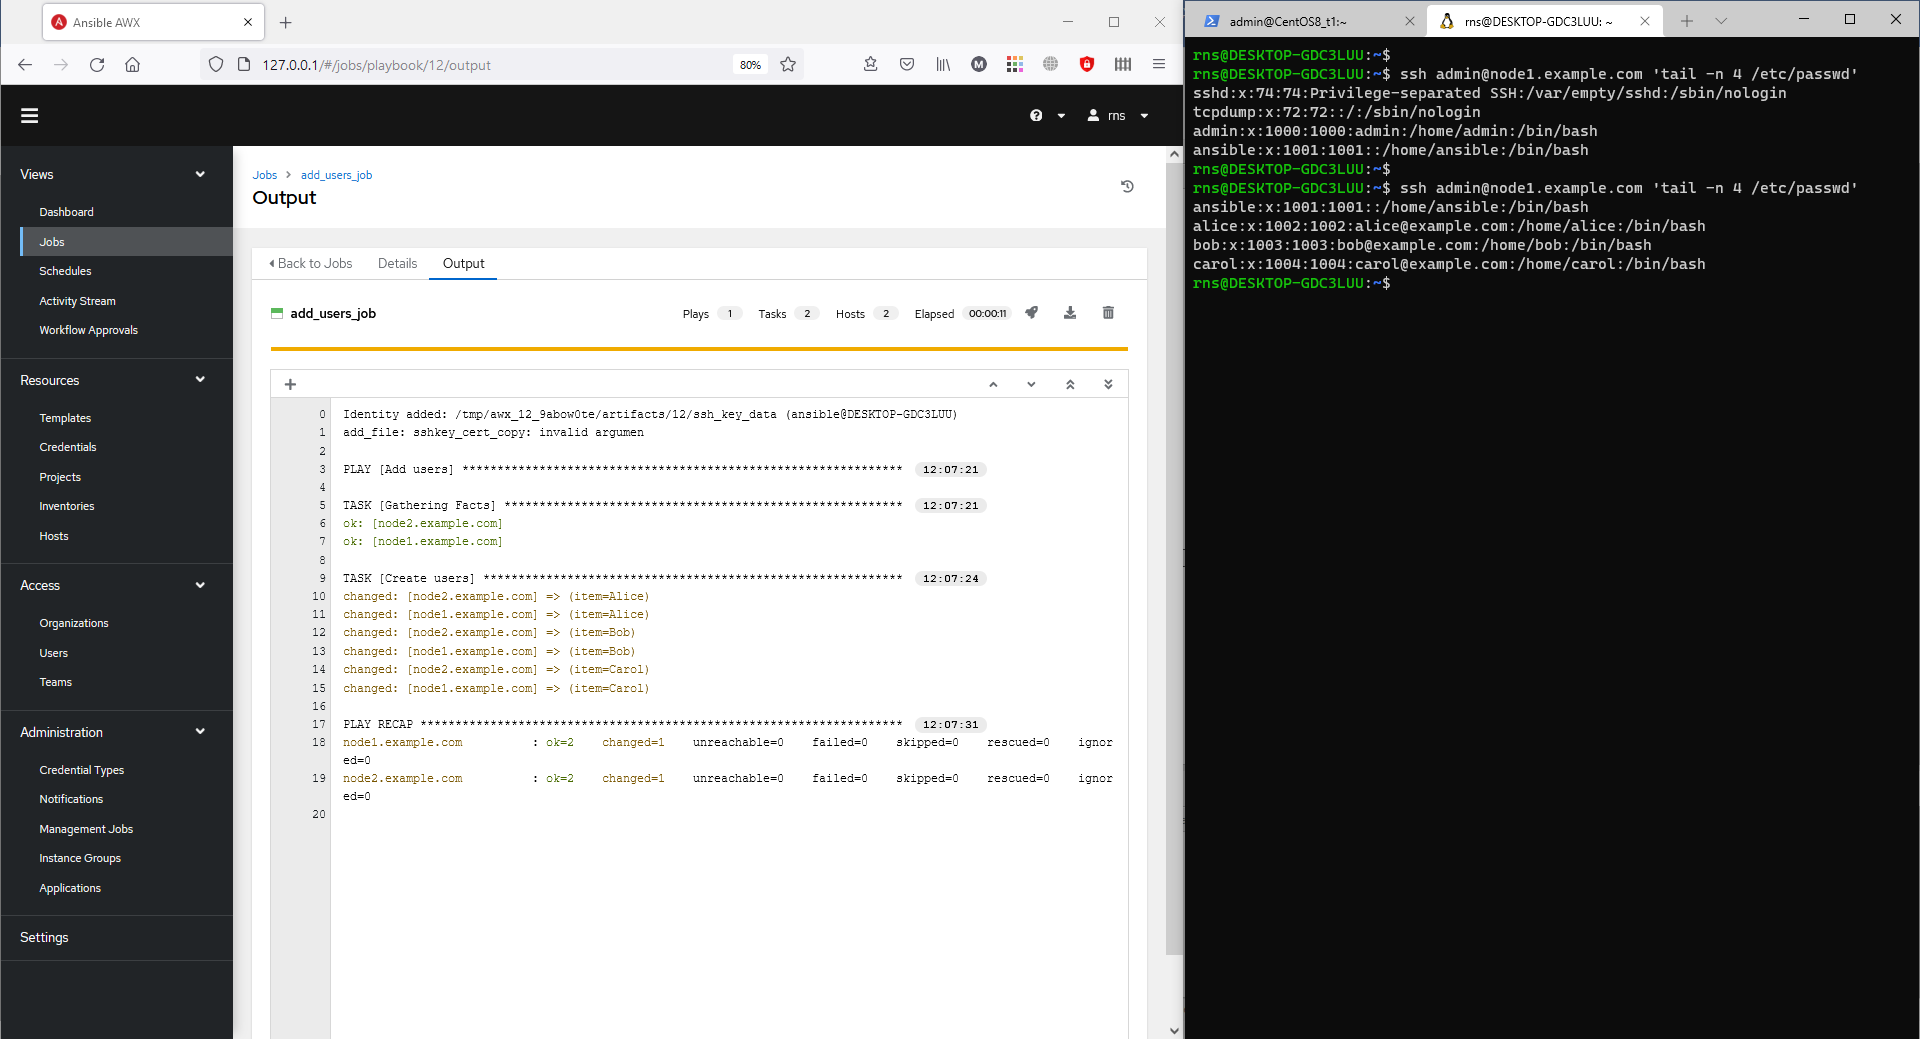 Ansible AWX
127.0.0.1/#/jobs/playbook/12/output
80%
rns
Views
Dashboard
Jobs
Schedules
Activity Stream
Workflow Approvals
Resources
Templates
Credentials
Projects
Inventories
Hosts
Access
Organizations
Users
Teams
Administration
Credential Types
Notifications
Management Jobs
Instance Groups
Applications
Settings
Jobs > add_users_job
Output
Back to Jobs Details Output
add_users_job Plays 1 Tasks 2 Hosts 2 Elapsed 00:00:11
0 Identity added: /tmp/awx_12_9abow0te/artifacts/12/ssh_key_data (ansible@DESKTOP-GDC3LUU)
1 add_file: sshkey_cert_copy: invalid argumen
2
3 PLAY [Add users] *************************************************************** 12:07:21
4
5 TASK [Gathering Facts] ********************************************************* 12:07:21
6 ok: [node2.example.com]
7 ok: [node1.example.com]
8
9 TASK [Create users] ************************************************************ 12:07:24
10 changed: [node2.example.com] => (item=Alice)
11 changed: [node1.example.com] => (item=Alice)
12 changed: [node2.example.com] => (item=Bob)
13 changed: [node1.example.com] => (item=Bob)
14 changed: [node2.example.com] => (item=Carol)
15 changed: [node1.example.com] => (item=Carol)
16
17 PLAY RECAP ********************************************************************* 12:07:31
18 node1.example.com : ok=2 changed=1 unreachable=0 failed=0 skipped=0 rescued=0 ignor
ed=0
19 node2.example.com : ok=2 changed=1 unreachable=0 failed=0 skipped=0 rescued=0 ignor
ed=0
20
admin@CentOS8_t1:~ rns@DESKTOP-GDC3LUU: ~
rns@DESKTOP-GDC3LUU:~$
rns@DESKTOP-GDC3LUU:~$ ssh admin@node1.example.com 'tail -n 4 /etc/passwd'
sshd:x:74:74:Privilege-separated SSH:/var/empty/sshd:/sbin/nologin
tcpdump:x:72:72::/:/sbin/nologin
admin:x:1000:1000:admin:/home/admin:/bin/bash
ansible:x:1001:1001::/home/ansible:/bin/bash
rns@DESKTOP-GDC3LUU:~$
rns@DESKTOP-GDC3LUU:~$ ssh admin@node1.example.com 'tail -n 4 /etc/passwd'
ansible:x:1001:1001::/home/ansible:/bin/bash
alice:x:1002:1002:alice@example.com:/home/alice:/bin/bash
bob:x:1003:1003:bob@example.com:/home/bob:/bin/bash
carol:x:1004:1004:carol@example.com:/home/carol:/bin/bash
rns@DESKTOP-GDC3LUU:~$